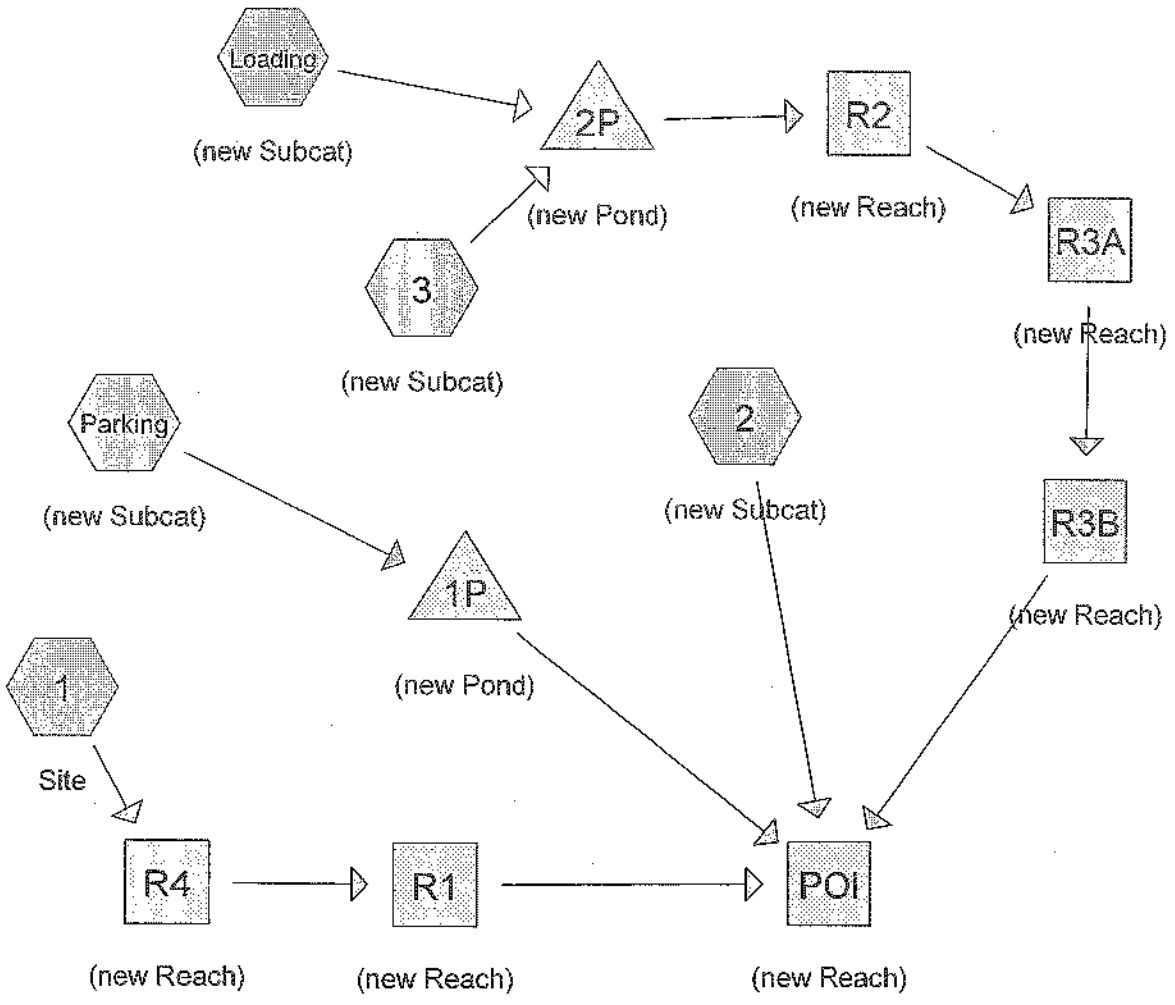 Loading
(new Subcat)
2P
(new Pond)
R2
(new Reach)
R3A
(new Reach)
3
(new Subcat)
Parking
(new Subcat)
2
(new Subcat)
R3B
(new Reach)
1P
(new Pond)
1
Site
R4
(new Reach)
R1
(new Reach)
POI
(new Reach)